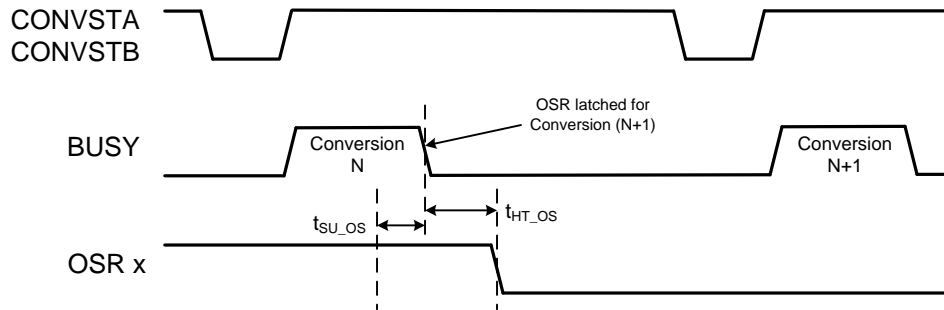 CONVSTA
CONVSTB
OSR latched for
Conversion (N+1)
BUSY
Conversion
N
Conversion
N+1
tSU_OS
tHT_OS
OSR x